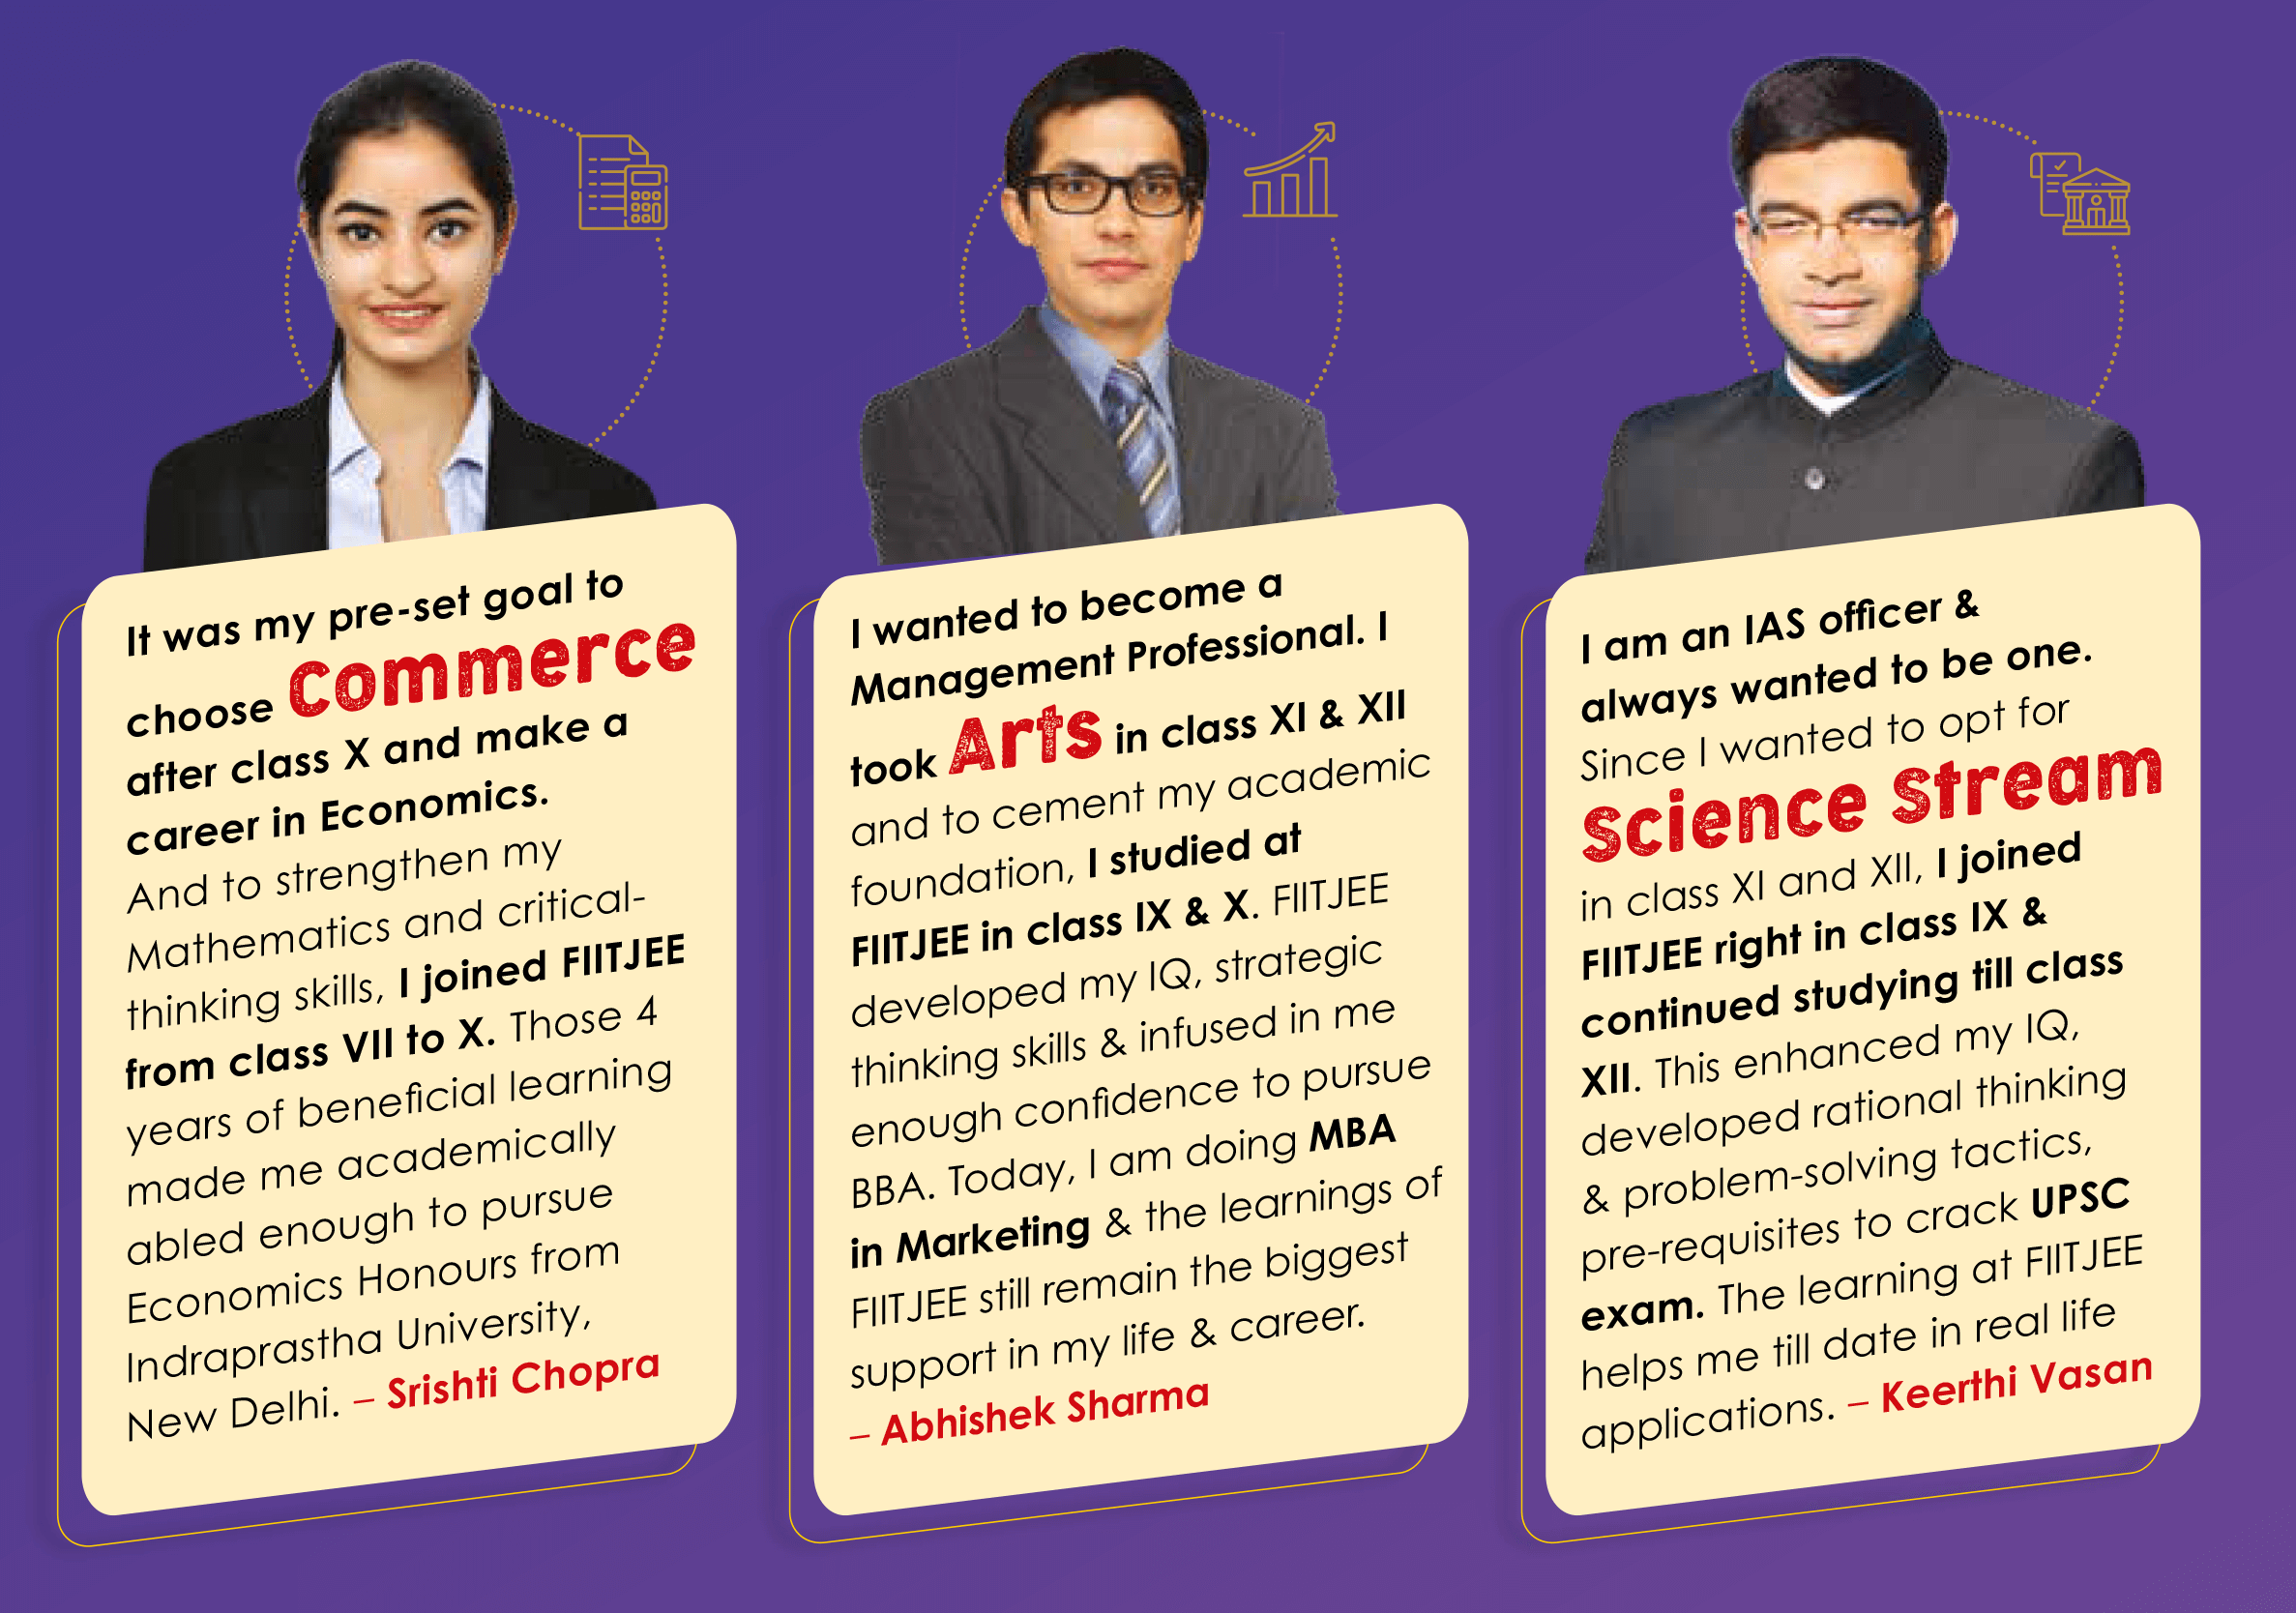 It was my pre-set goal to
choose Commerce
after class X and make a
career in Economics.
And to strengthen my
Mathematics and critical-
thinking skills, I joined FIITJEE
from class VII to X. Those 4
years of beneficial learning
made me academically
abled enough to pursue
Economics Honours from
Indraprastha University,
New Delhi. – Srishti Chopra
I wanted to become a
Management Professional. I
took Arts in class XI & XII
and to cement my academic
foundation, I studied at
FIITJEE in class IX & X. FIITJEE
developed my IQ, strategic
thinking skills & infused in me
enough confidence to pursue
BBA. Today, I am doing MBA
in Marketing & the learnings of
FIITJEE still remain the biggest
support in my life & career.
– Abhishek Sharma
I am an IAS officer &
always wanted to be one.
Since I wanted to opt for
Science Stream
in class XI and XII, I joined
FIITJEE right in class IX &
continued studying till class
XII. This enhanced my IQ,
developed rational thinking
& problem-solving tactics,
pre-requisites to crack UPSC
exam. The learning at FIITJEE
helps me till date in real life
applications. – Keerthi Vasan